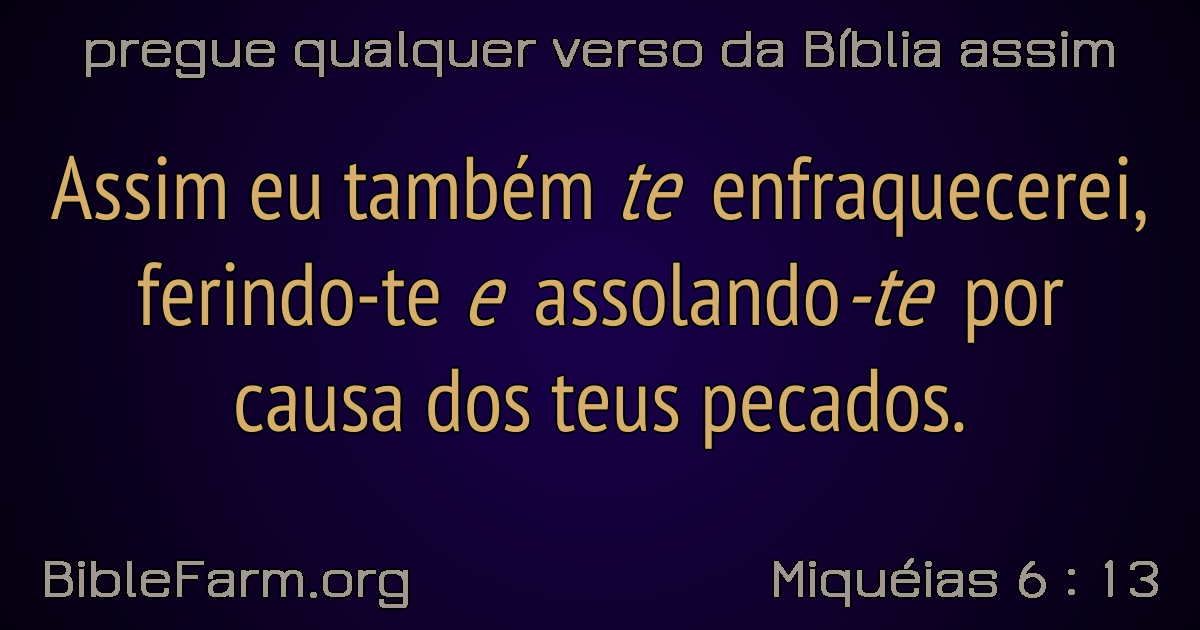 pregue qualquer verso da Bíblia assim
Assim eu também te enfraquecerei,
ferindo-te e assolando-te por
causa dos teus pecados.
BibleFarm.org
Miquéias 6 : 13